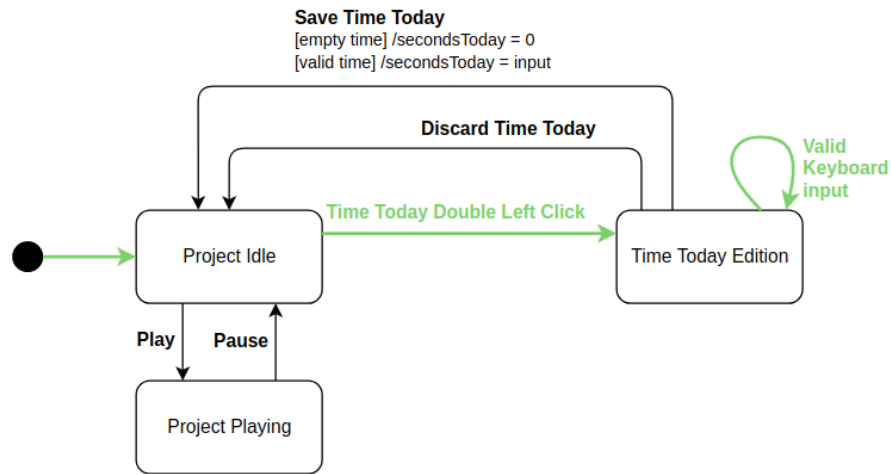 Save Time Today
[empty time] /secondsToday = 0
[valid time] /secondsToday = input
Discard Time Today
Valid
Keyboard
input
Time Today Double Left Click
Project Idle
Time Today Edition
Play
Pause
Project Playing